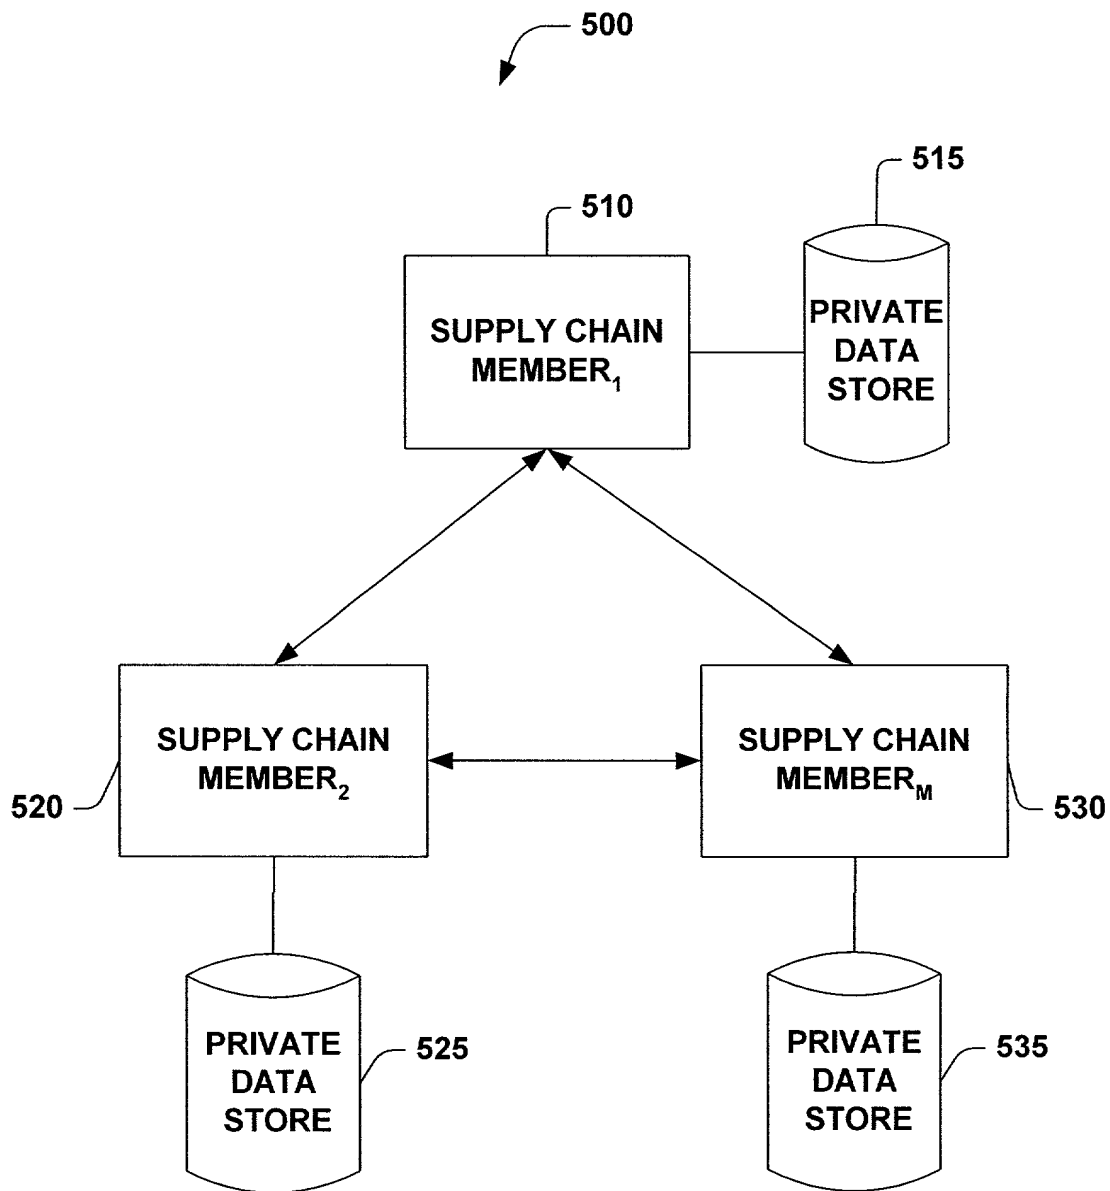 500
515
510
SUPPLY CHAIN
MEMBER₁
PRIVATE
DATA
STORE
SUPPLY CHAIN
MEMBER₂
SUPPLY CHAIN
MEMBER_M
520
530
PRIVATE
DATA
STORE
525
PRIVATE
DATA
STORE
535